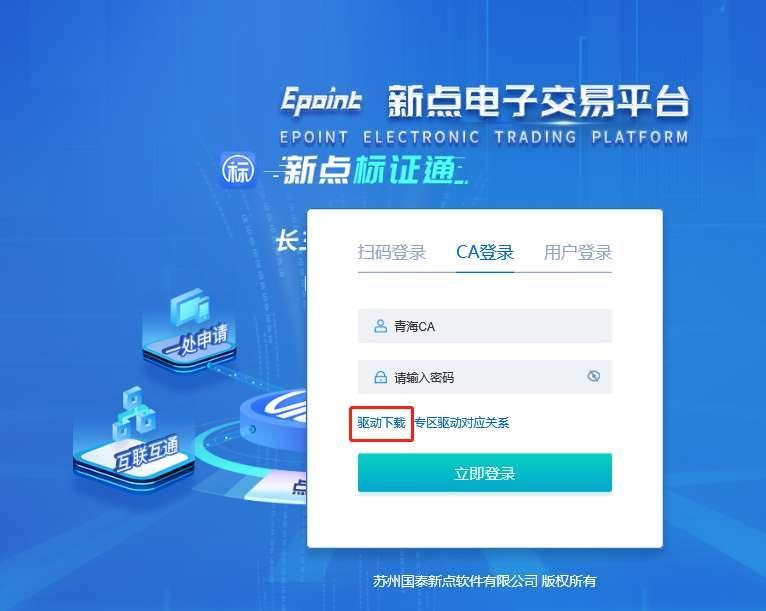 Epoint 新点电子交易平台
EPOINT ELECTRONIC TRADING PLATFORM
标 新点标证通
长三
扫码登录 CA登录 用户登录
青海CA
一处申请
请输入密码
驱动下载 专区驱动对应关系
互联互通
立即登录
点
苏州国泰新点软件有限公司 版权所有